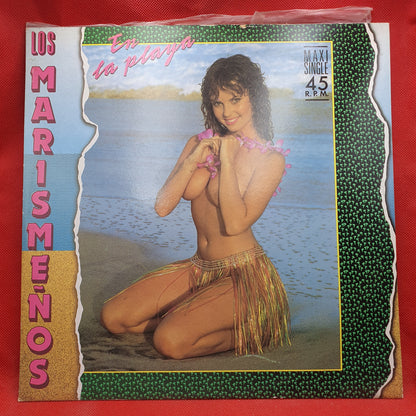 LOS
MARISMEÑOS
En
la playa
MAXI
SINGLE
45
R.P.M.